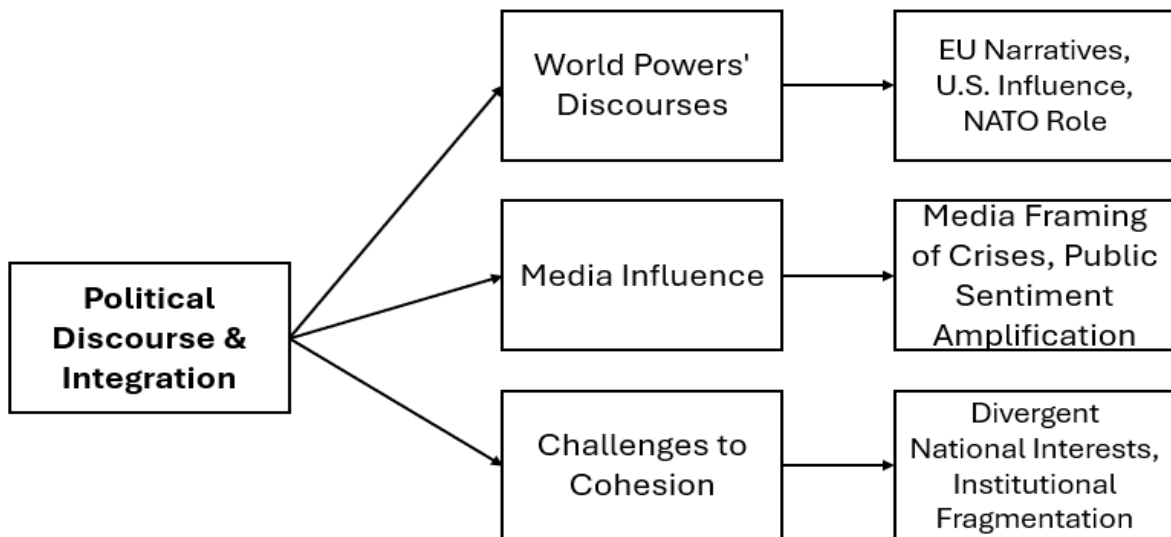 World Powers'
Discourses
EU Narratives,
U.S. Influence,
NATO Role
Political
Discourse &
Integration
Media Influence
Media Framing
of Crises, Public
Sentiment
Amplification
Challenges to
Cohesion
Divergent
National Interests,
Institutional
Fragmentation